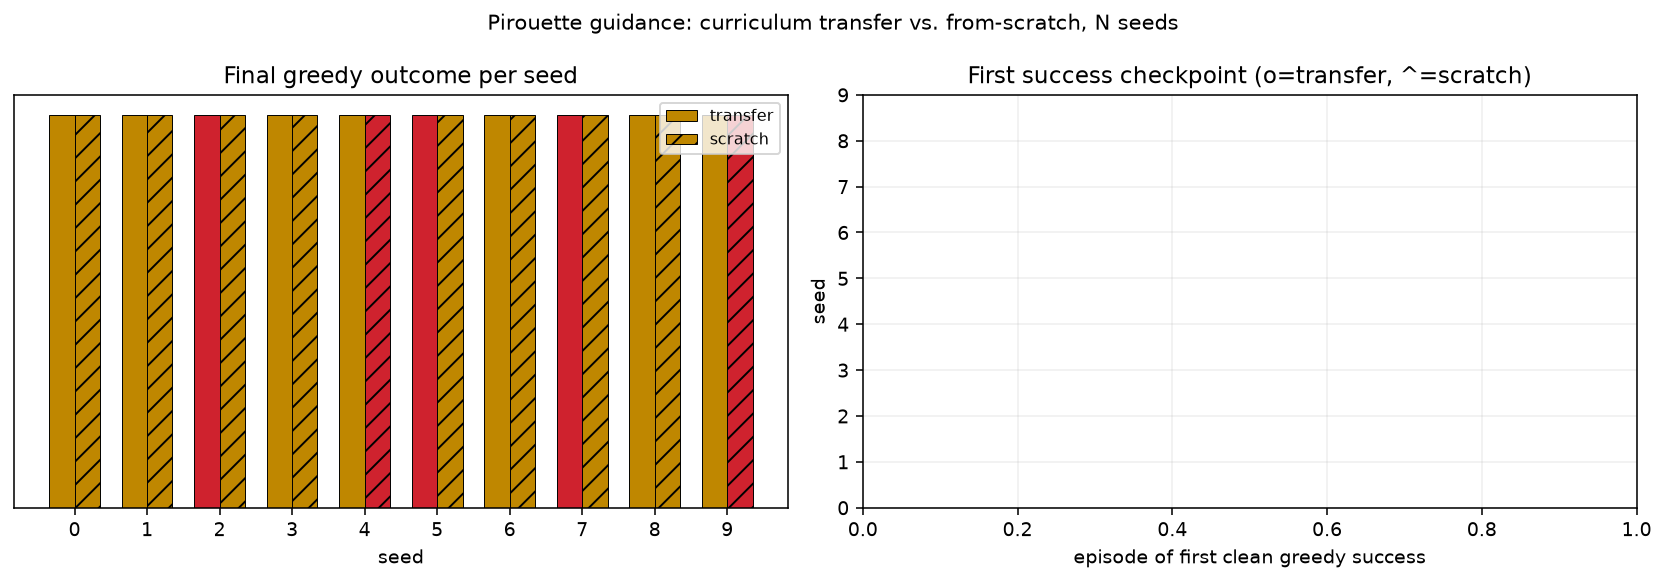 Pirouette guidance: curriculum transfer vs. from-scratch, N seeds
Final greedy outcome per seed
transfer
scratch
0 1 2 3 4 5 6 7 8 9
seed
First success checkpoint (o=transfer, ^=scratch)
9
8
7
6
5
4
3
2
1
0
seed
0.0 0.2 0.4 0.6 0.8 1.0
episode of first clean greedy success